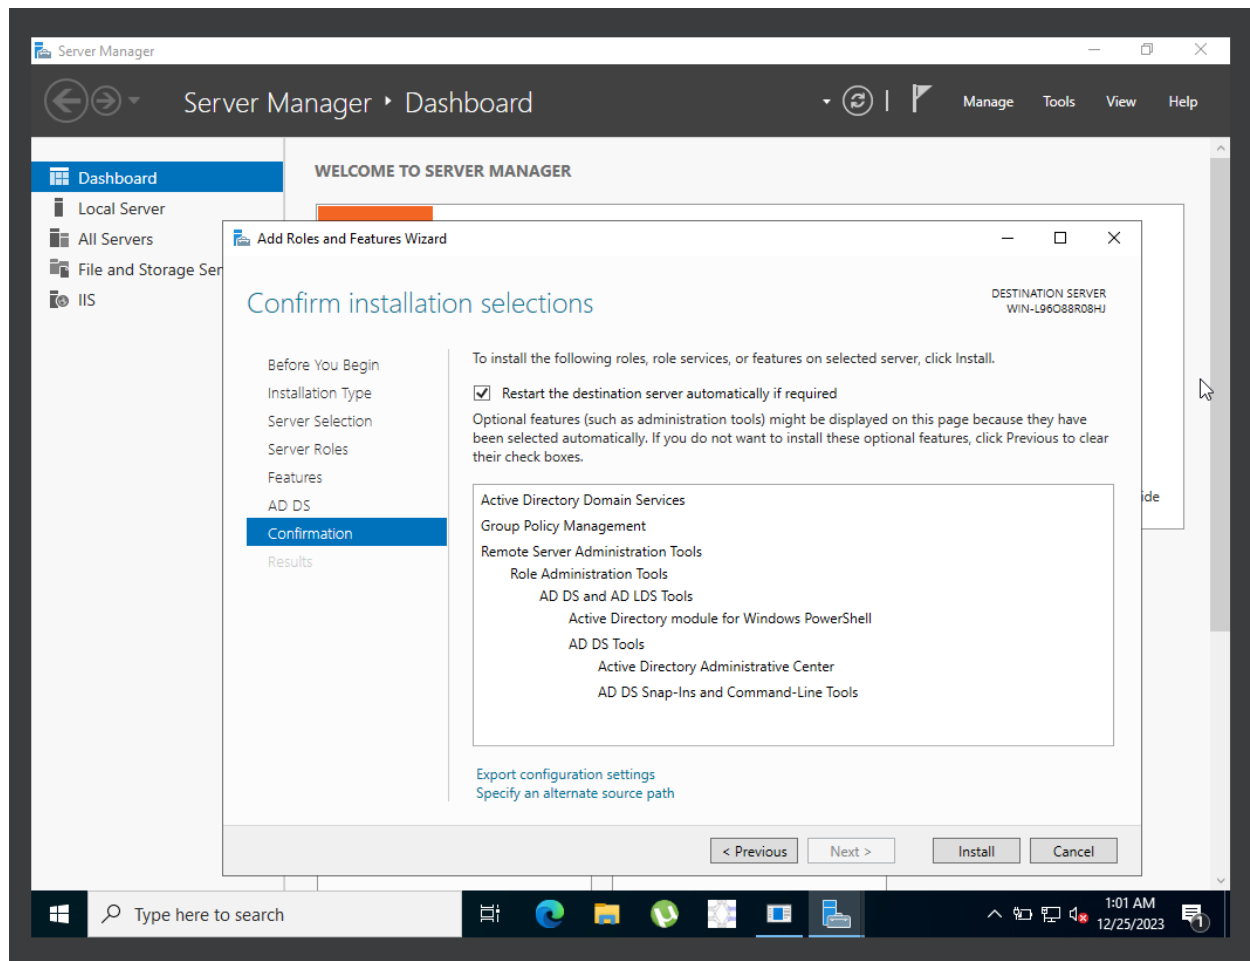 Server Manager
Server Manager ‣ Dashboard
Manage Tools View Help
Dashboard
Local Server
All Servers
File and Storage Ser
IIS
WELCOME TO SERVER MANAGER
Add Roles and Features Wizard
Confirm installation selections
DESTINATION SERVER
WIN-L96O88R08HJ
Before You Begin
Installation Type
Server Selection
Server Roles
Features
AD DS
Confirmation
Results
To install the following roles, role services, or features on selected server, click Install.
Restart the destination server automatically if required
Optional features (such as administration tools) might be displayed on this page because they have
been selected automatically. If you do not want to install these optional features, click Previous to clear
their check boxes.
Active Directory Domain Services
Group Policy Management
Remote Server Administration Tools
Role Administration Tools
AD DS and AD LDS Tools
Active Directory module for Windows PowerShell
AD DS Tools
Active Directory Administrative Center
AD DS Snap-Ins and Command-Line Tools
Export configuration settings
Specify an alternate source path
ide
< Previous Next > Install Cancel
Type here to search
1:01 AM
12/25/2023
1